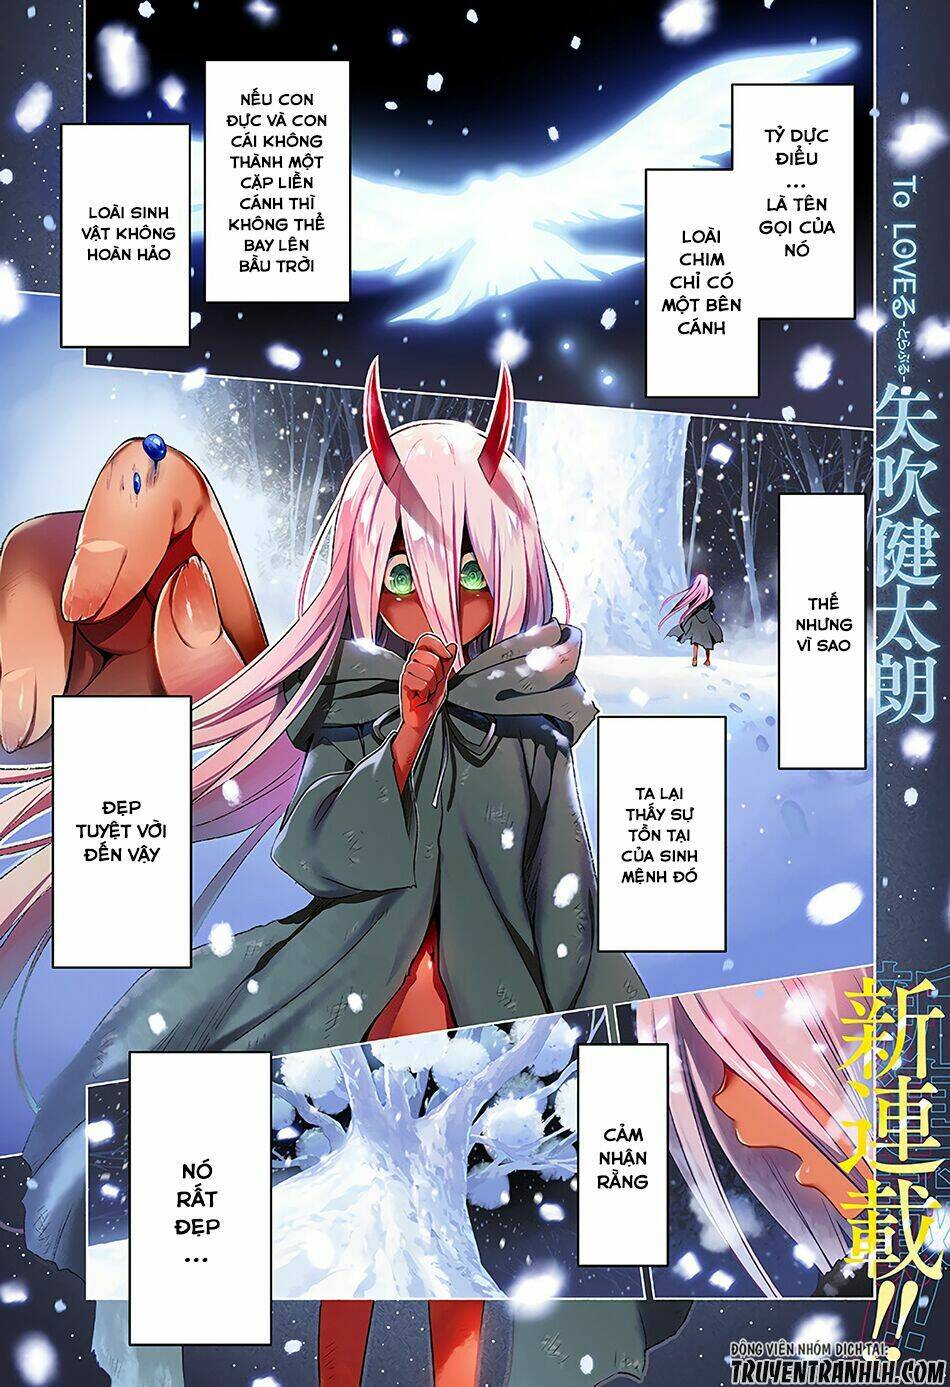 TỶ DỰC
ĐIỂU
...
LÀ TÊN
GỌI CỦA
NÓ
LOÀI
CHIM
CHỈ CÓ
MỘT BÊN
CÁNH
NẾU CON
ĐỰC VÀ CON
CÁI KHÔNG
THÀNH MỘT
CẶP LIỀN
CÁNH THÌ
KHÔNG THỂ
BAY LÊN
BẦU TRỜI
LOÀI SINH
VẬT KHÔNG
HOÀN HẢO
To LOVEる -とらぶる-
矢吹健太朗
THẾ
NHƯNG
VÌ SAO
TA LẠI
THẤY SỰ
TỒN TẠI
CỦA SINH
MỆNH ĐÓ
ĐẸP
TUYỆT VỜI
ĐẾN VẬY
新連載!!
CẢM
NHẬN
RẰNG
NÓ
RẤT
ĐẸP
...
ĐỘNG VIÊN NHÓM DỊCH TẠI:
TRUYENTRANHLH.COM